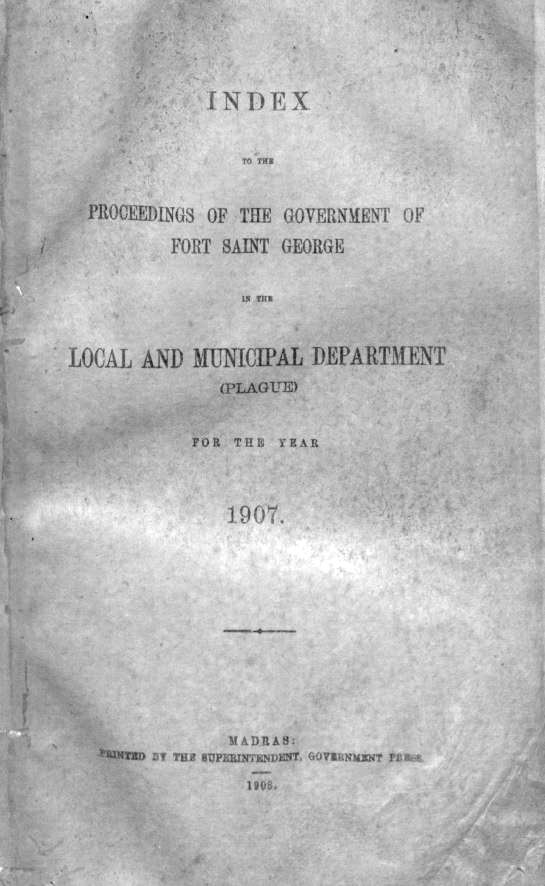 INDEX
TO THE
PROCEEDINGS OF THE GOVERNMENT OF
FORT SAINT GEORGE
IN THE
LOCAL AND MUNICIPAL DEPARTMENT
(PLAGUE)
FOR THE YEAR
1907.
MADRAS:
PRINTED BY THE SUPERINTENDENT, GOVERNMENT PRESS.
1908.